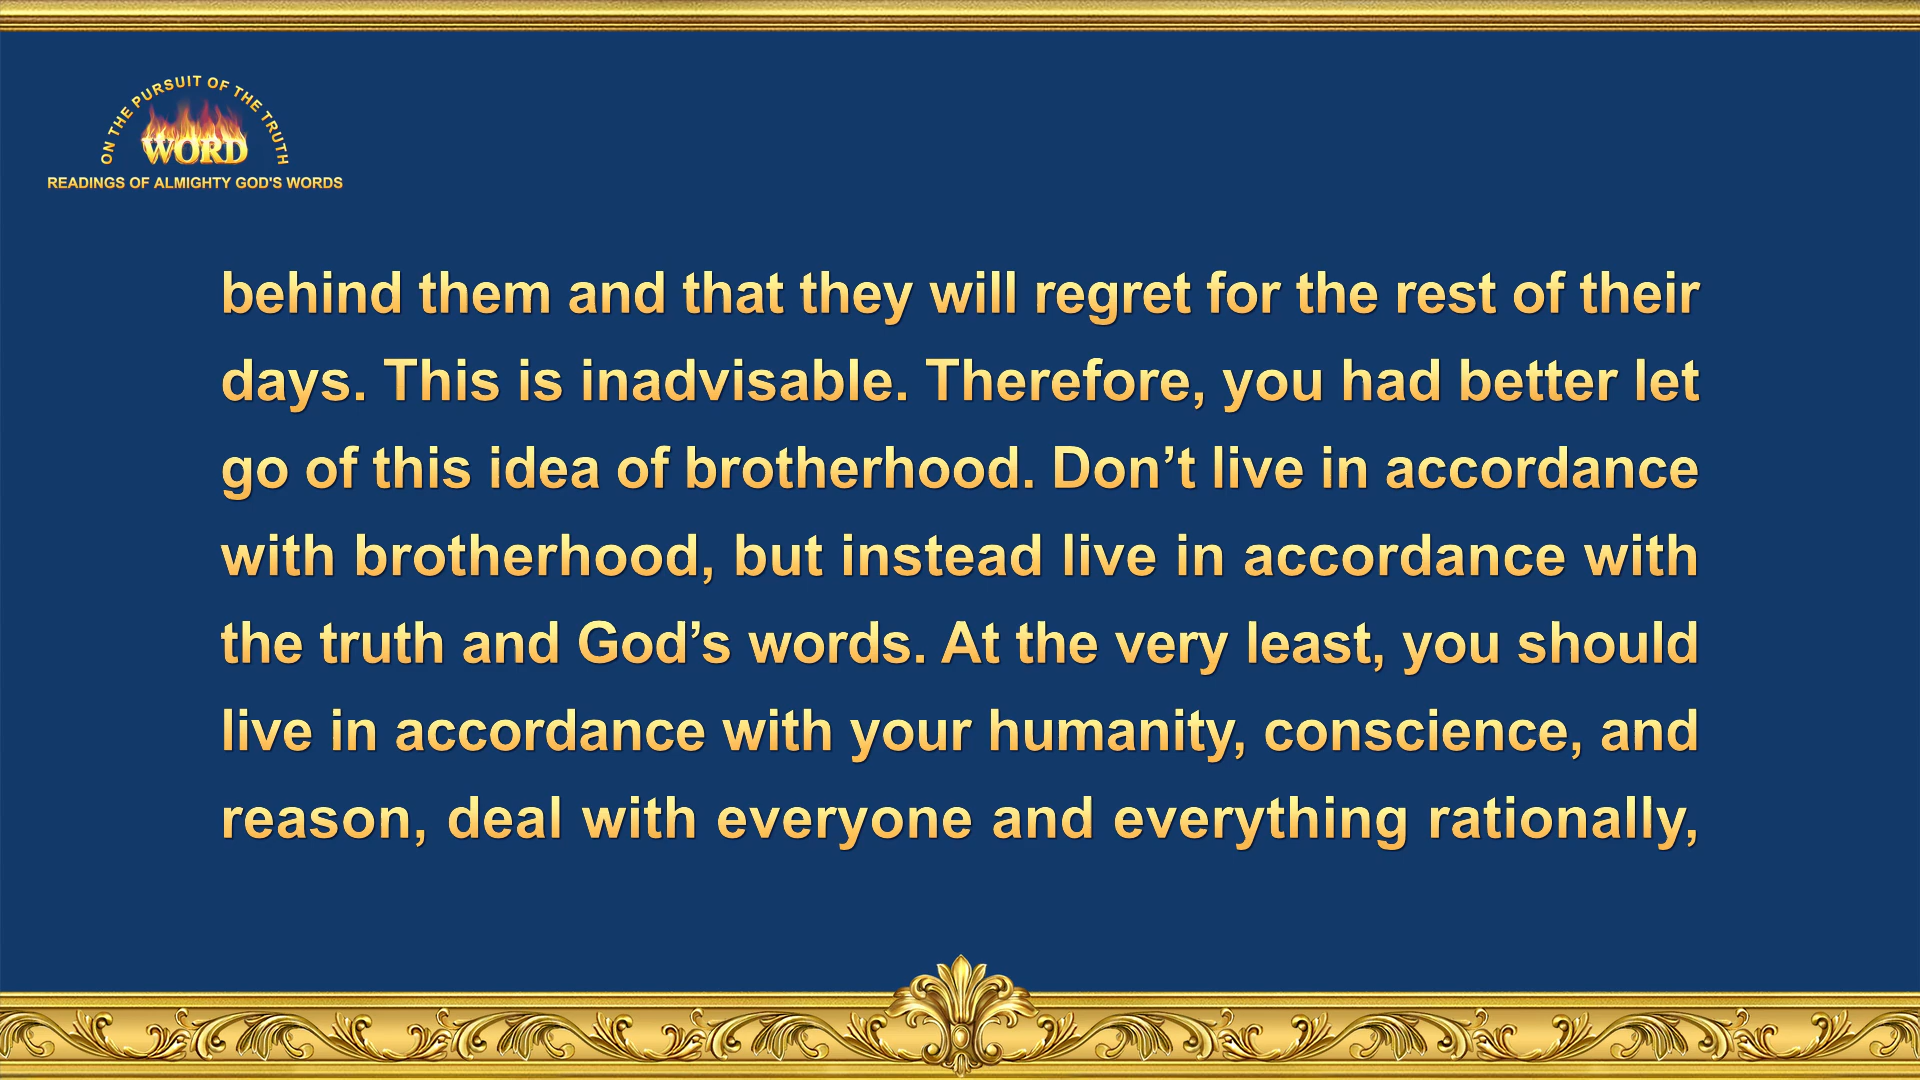 ON THE PURSUIT OF THE TRUTH
WORD
READINGS OF ALMIGHTY GOD'S WORDS
behind them and that they will regret for the rest of their
days. This is inadvisable. Therefore, you had better let
go of this idea of brotherhood. Don’t live in accordance
with brotherhood, but instead live in accordance with
the truth and God’s words. At the very least, you should
live in accordance with your humanity, conscience, and
reason, deal with everyone and everything rationally,